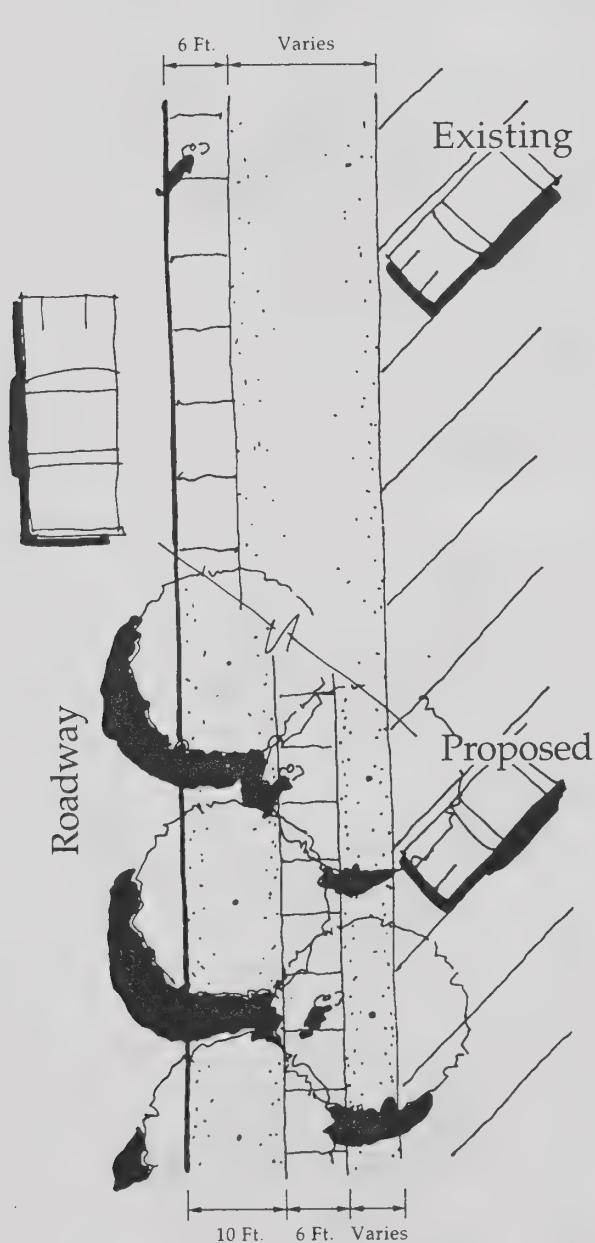 6 Ft. Varies
Existing
Roadway
Proposed
10 Ft. 6 Ft. Varies